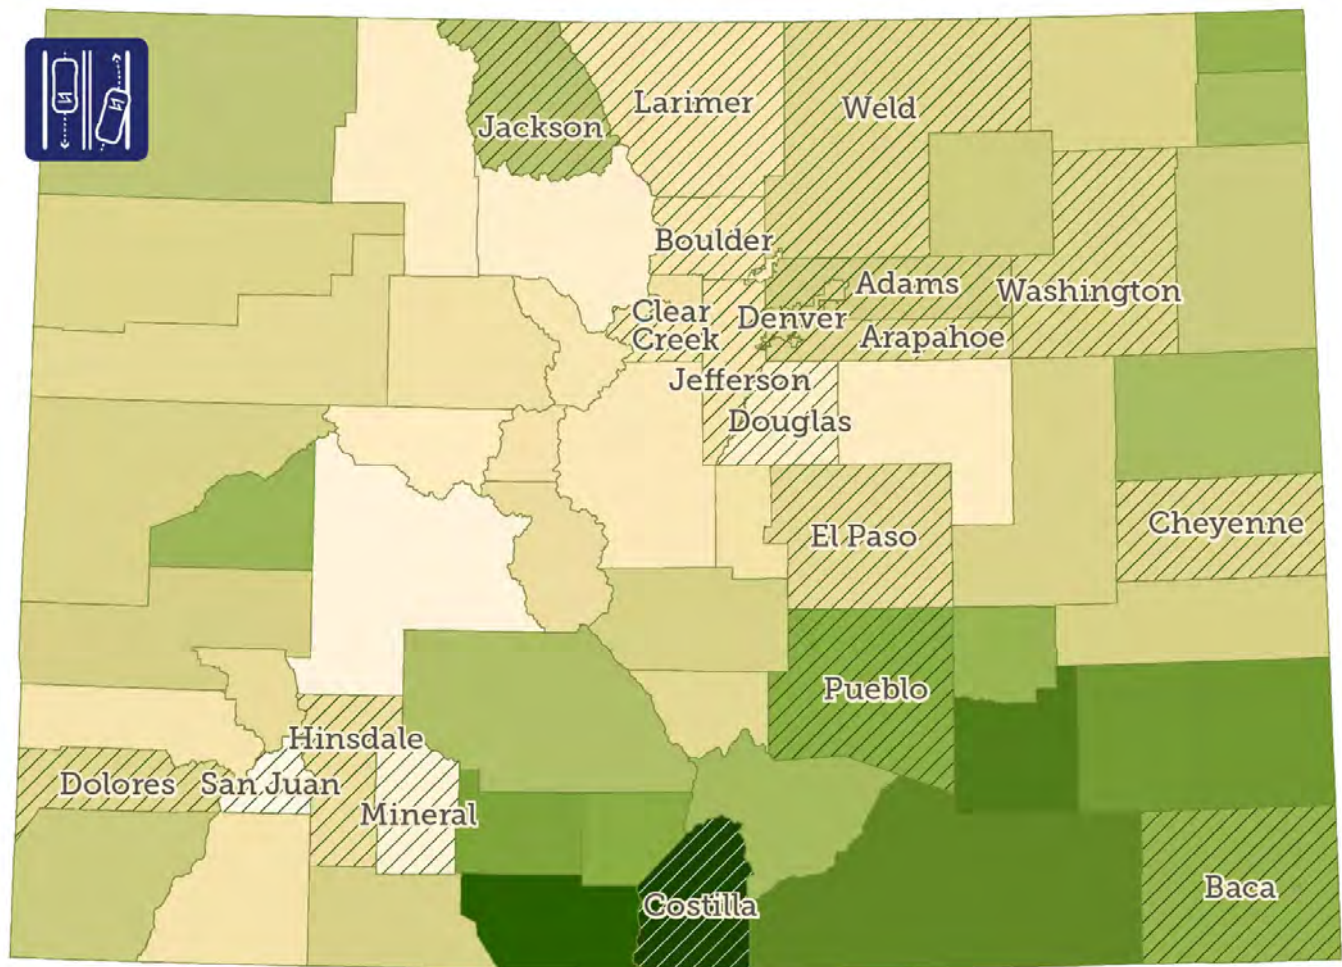 Jackson
Larimer
Weld
Boulder
Clear
Creek
Denver
Adams
Washington
Arapahoe
Jefferson
Douglas
El Paso
Cheyenne
Pueblo
Hinsdale
Dolores
San Juan
Mineral
Costilla
Baca